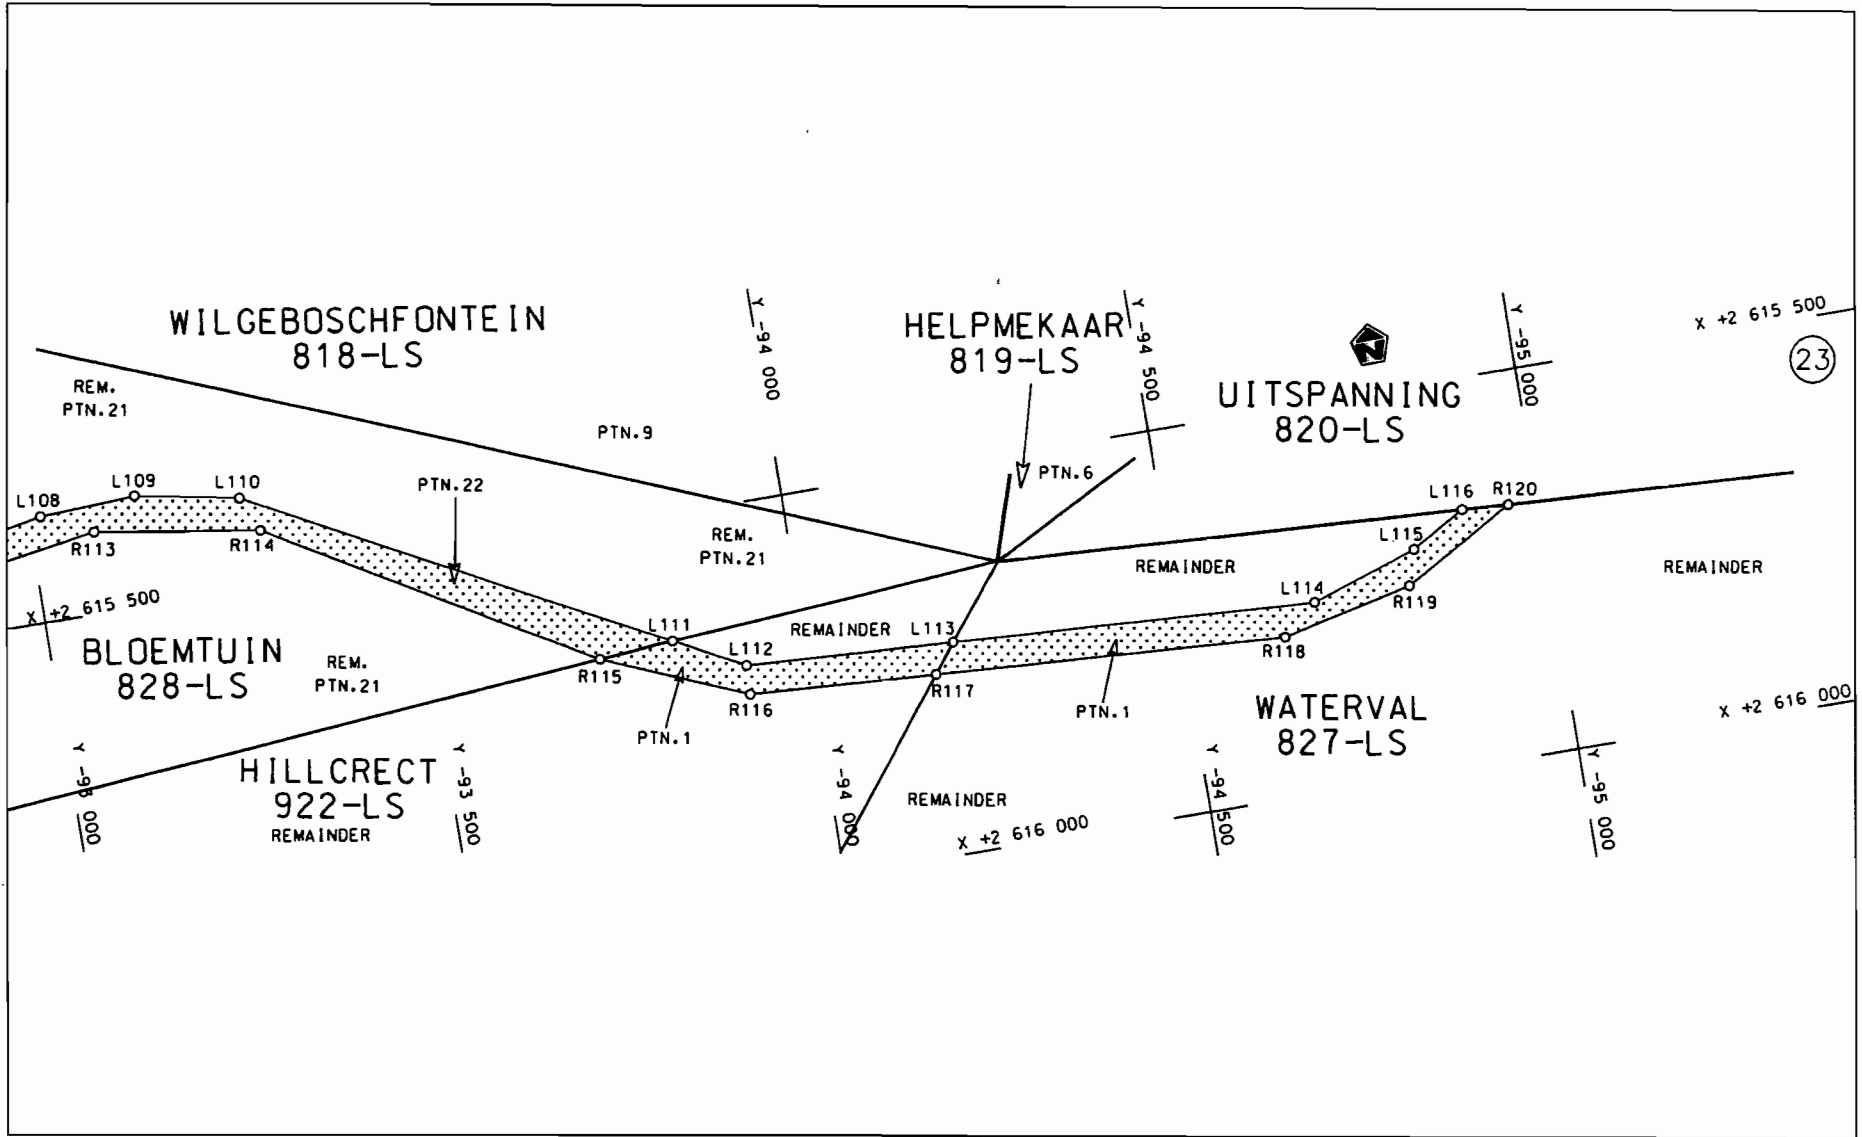 WILGEBOSCHFONTEIN
818-LS
HELPMEKAAR
819-LS
UITSPANNING
820-LS
N
Y -94 000
Y -94 500
Y -95 000
X +2 615 500
23
REM.
PTN.21
PTN.9
PTN.6
L108
L109
L110
PTN.22
R113
R114
REM.
PTN.21
L116
R120
L115
REMAINDER
REMAINDER
L114
R119
X +2 615 500
BLOEMTUIN
828-LS
REM.
PTN.21
L111
REMAINDER
L113
L112
R115
R116
R117
R118
PTN.1
PTN.1
WATERVAL
827-LS
X +2 616 000
HILLCRECT
922-LS
REMAINDER
Y -93 000
Y -93 500
Y -94 000
REMAINDER
X +2 616 000
Y -94 500
Y -95 000